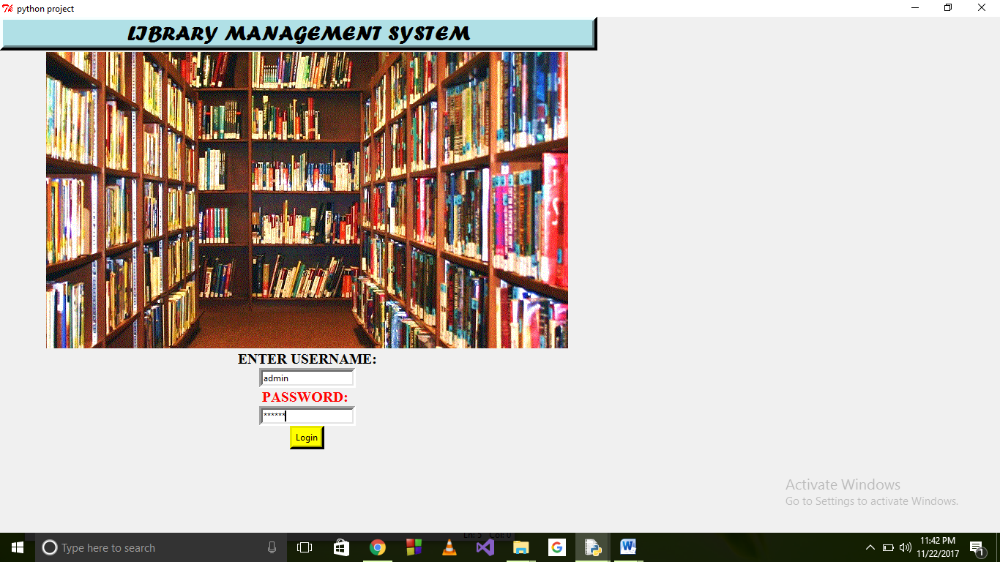 python project
LIBRARY MANAGEMENT SYSTEM
ENTER USERNAME:
admin
PASSWORD:
******
Login
Activate Windows
Go to Settings to activate Windows.
Ln: 5 Col: 0
Type here to search
11:42 PM
11/22/2017
1